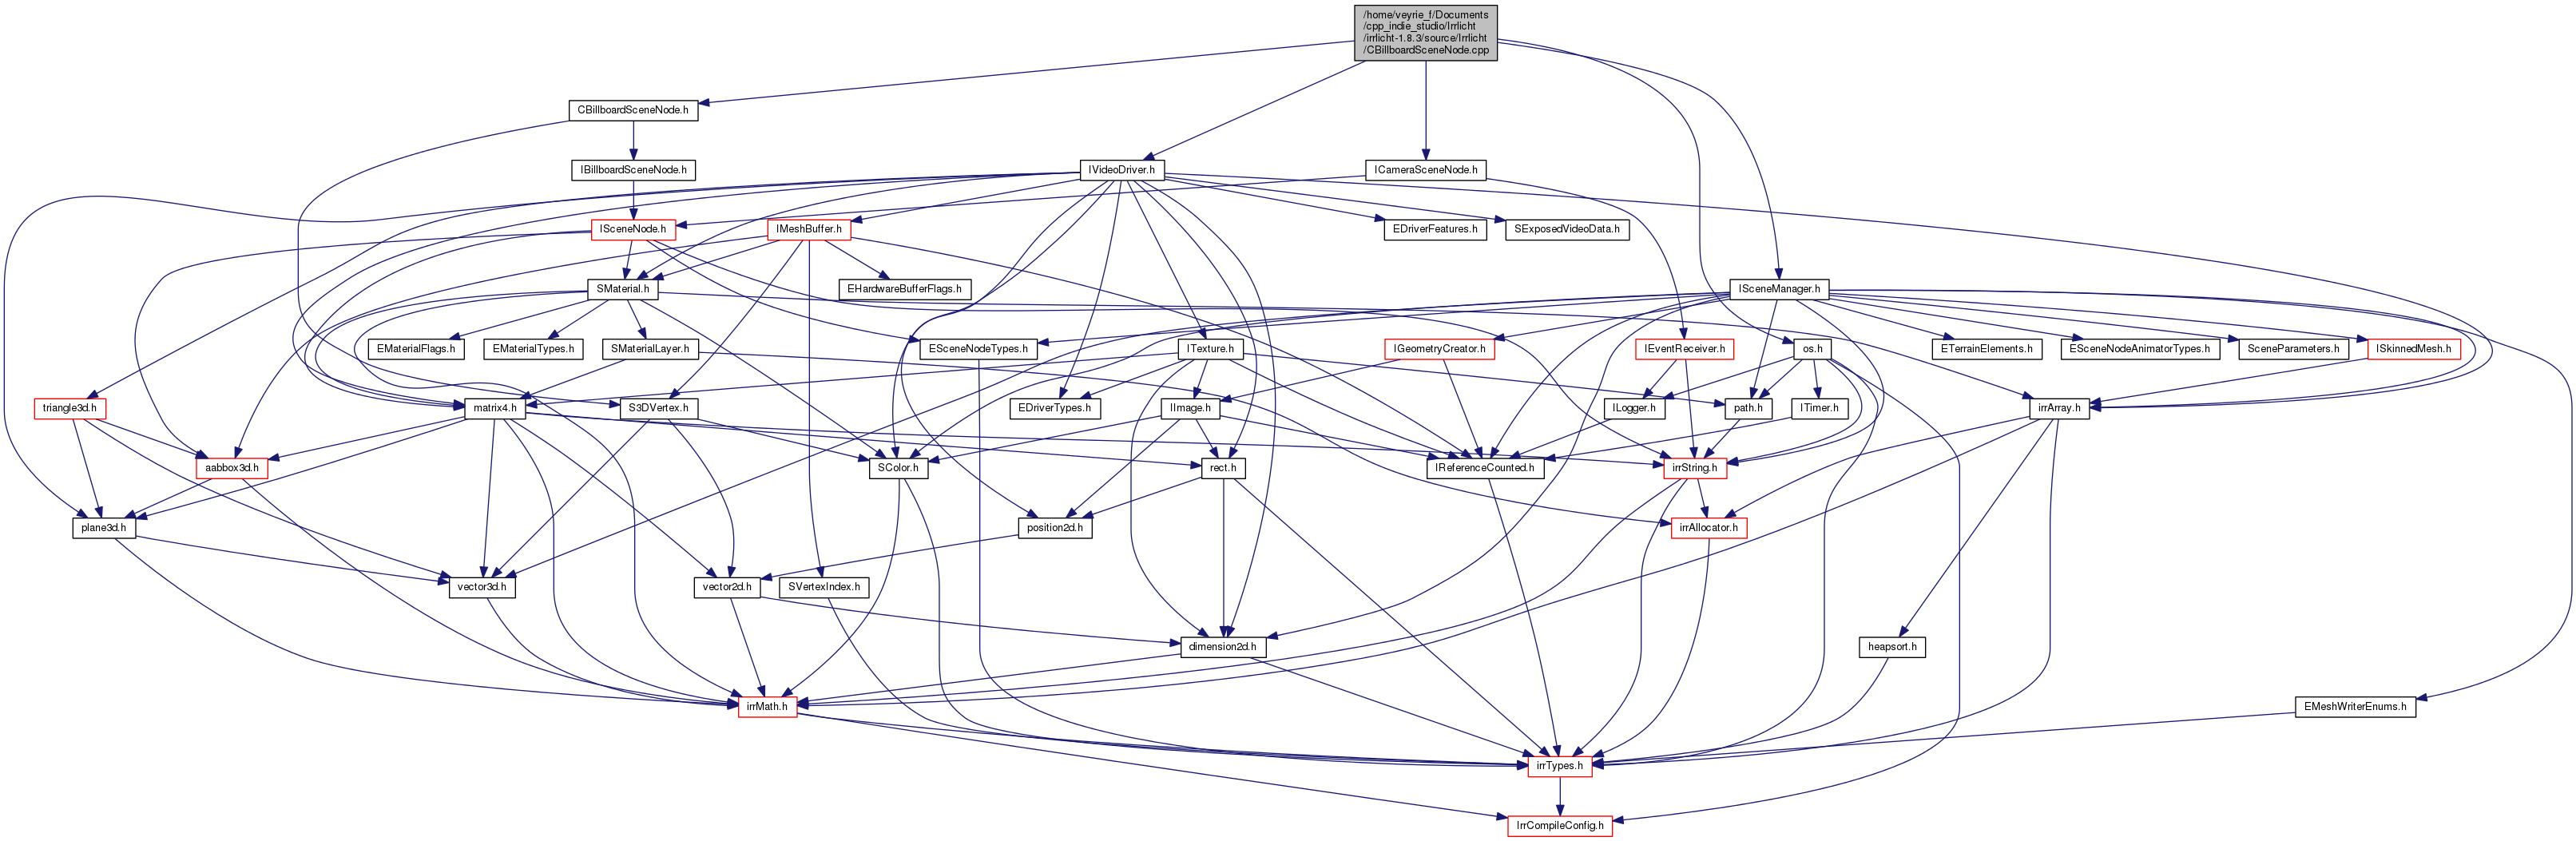 /home/veyrie_f/Documents
/cpp_indie_studio/Irrlicht
/irrlicht-1.8.3/source/Irrlicht
/CBillboardSceneNode.cpp
CBillboardSceneNode.h
IBillboardSceneNode.h
IVideoDriver.h
ICameraSceneNode.h
ISceneNode.h
IMeshBuffer.h
EDriverFeatures.h
SExposedVideoData.h
SMaterial.h
EHardwareBufferFlags.h
ISceneManager.h
EMaterialFlags.h
EMaterialTypes.h
SMaterialLayer.h
ESceneNodeTypes.h
ITexture.h
IGeometryCreator.h
IEventReceiver.h
os.h
ETerrainElements.h
ESceneNodeAnimatorTypes.h
SceneParameters.h
ISkinnedMesh.h
triangle3d.h
matrix4.h
S3DVertex.h
EDriverTypes.h
IImage.h
ILogger.h
path.h
ITimer.h
irrArray.h
aabbox3d.h
SColor.h
rect.h
IReferenceCounted.h
irrString.h
plane3d.h
position2d.h
irrAllocator.h
vector3d.h
vector2d.h
SVertexIndex.h
dimension2d.h
heapsort.h
irrMath.h
EMeshWriterEnums.h
irrTypes.h
IrrCompileConfig.h